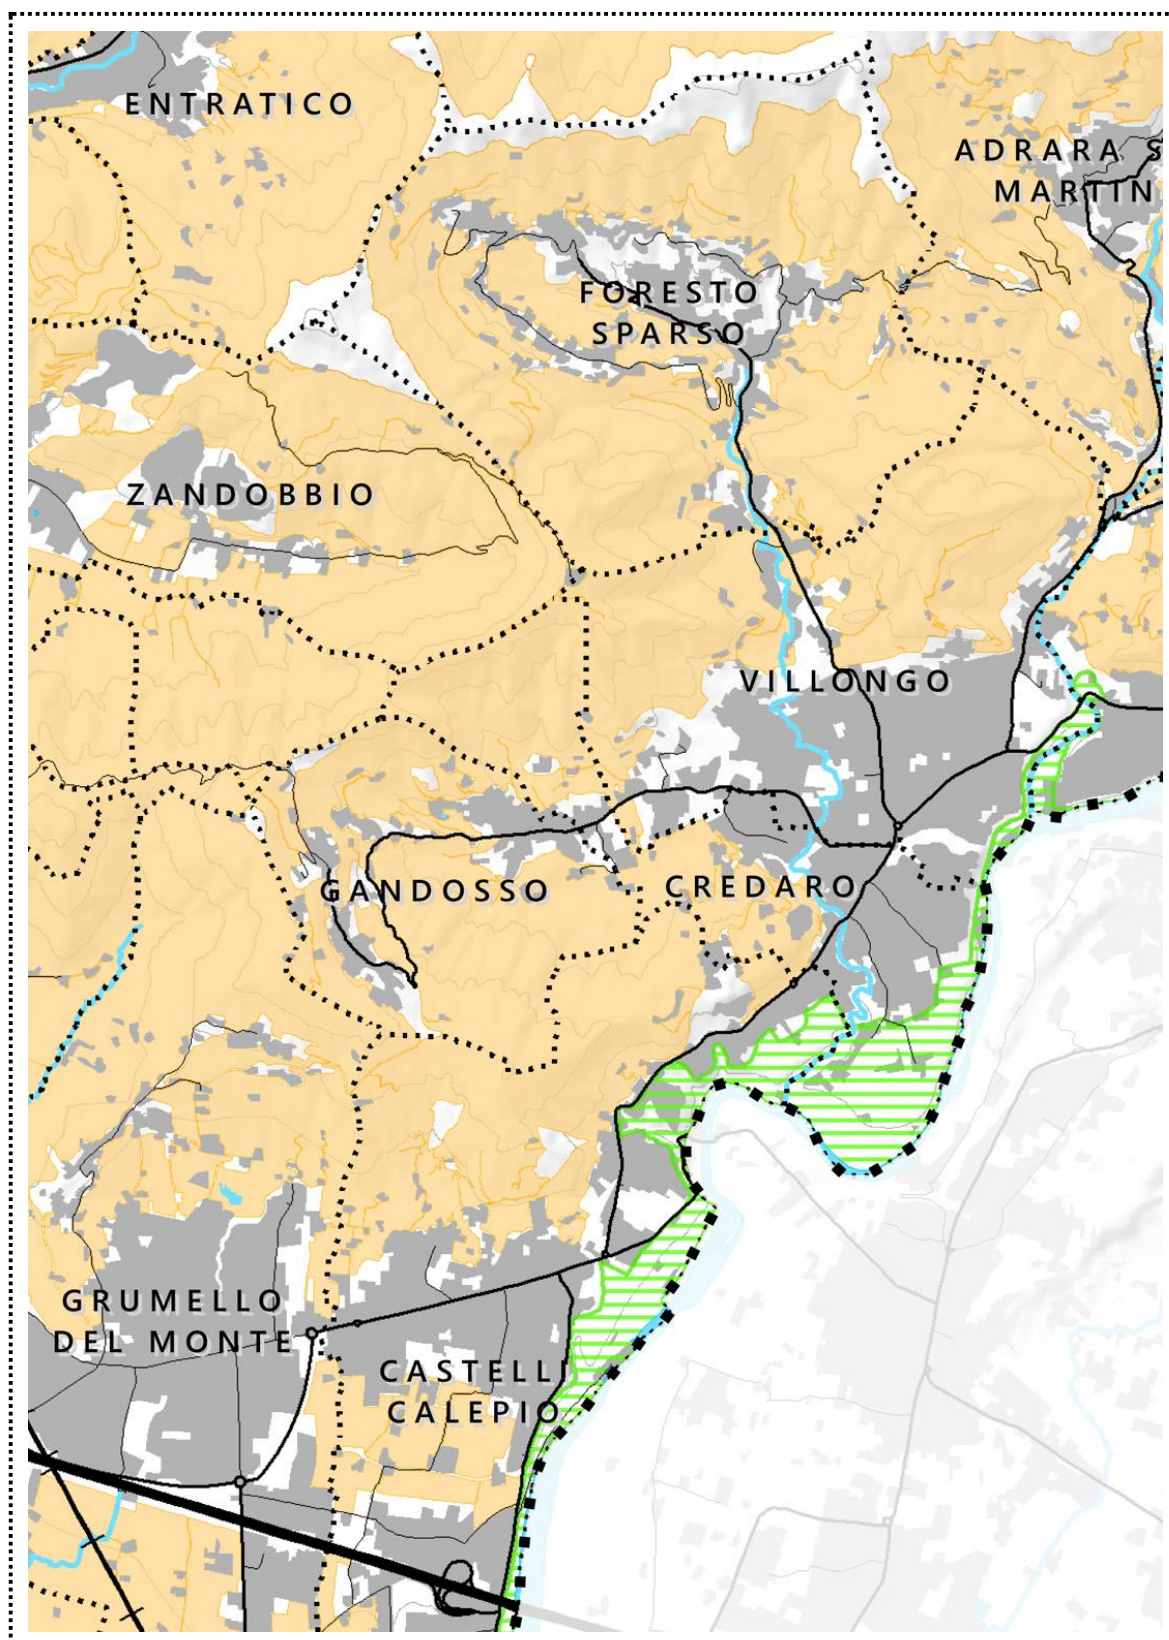 ENTRATICO
ADRARA S
MARTIN
FORESTO
SPARSO
ZANDOBBIO
VILLONGO
GANDOSSO
CREDARO
GRUMELLO
DEL MONTE
CASTELLI
CALEPIO